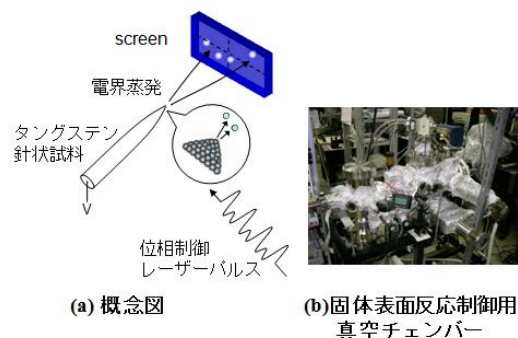 screen
電界蒸発
タングステン
針状試料
V
位相制御
レーザーパルス
(a) 概念図
(b)固体表面反応制御用
真空チェンバー